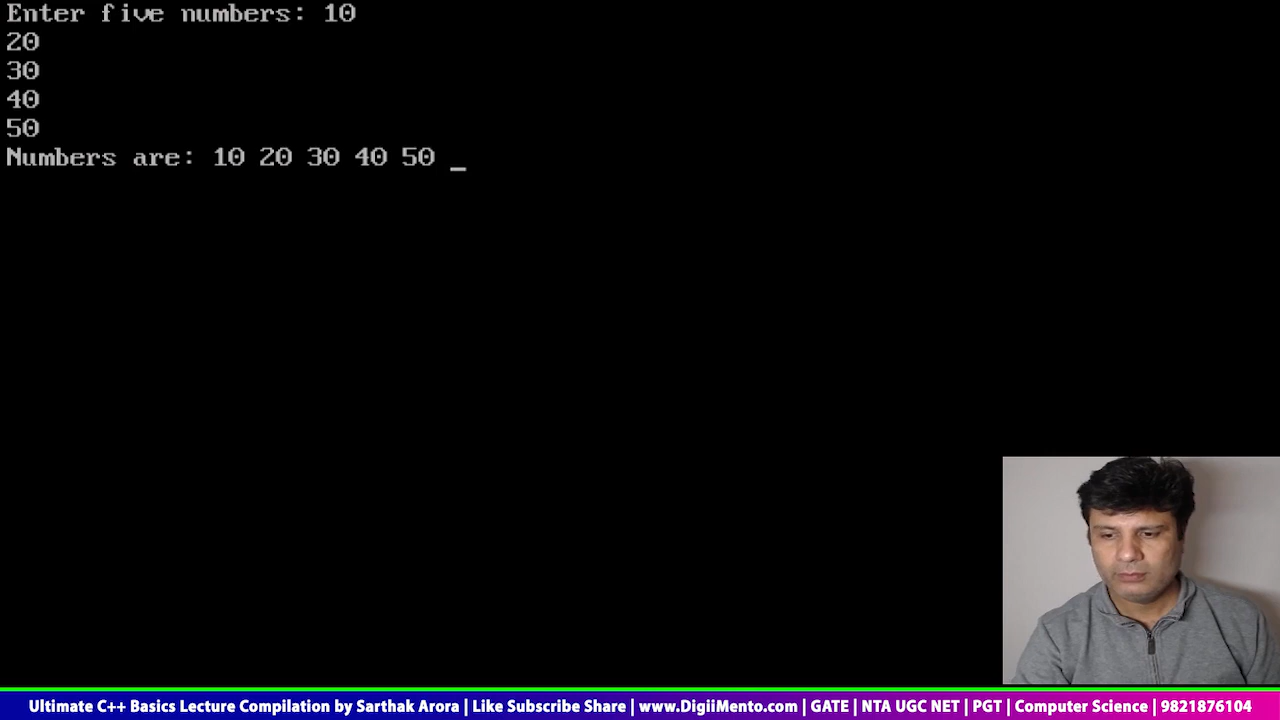 Enter five numbers: 10
20
30
40
50
Numbers are: 10 20 30 40 50 _
Ultimate C++ Basics Lecture Compilation by Sarthak Arora | Like Subscribe Share | www.DigiiMento.com | GATE | NTA UGC NET | PGT | Computer Science | 9821876104